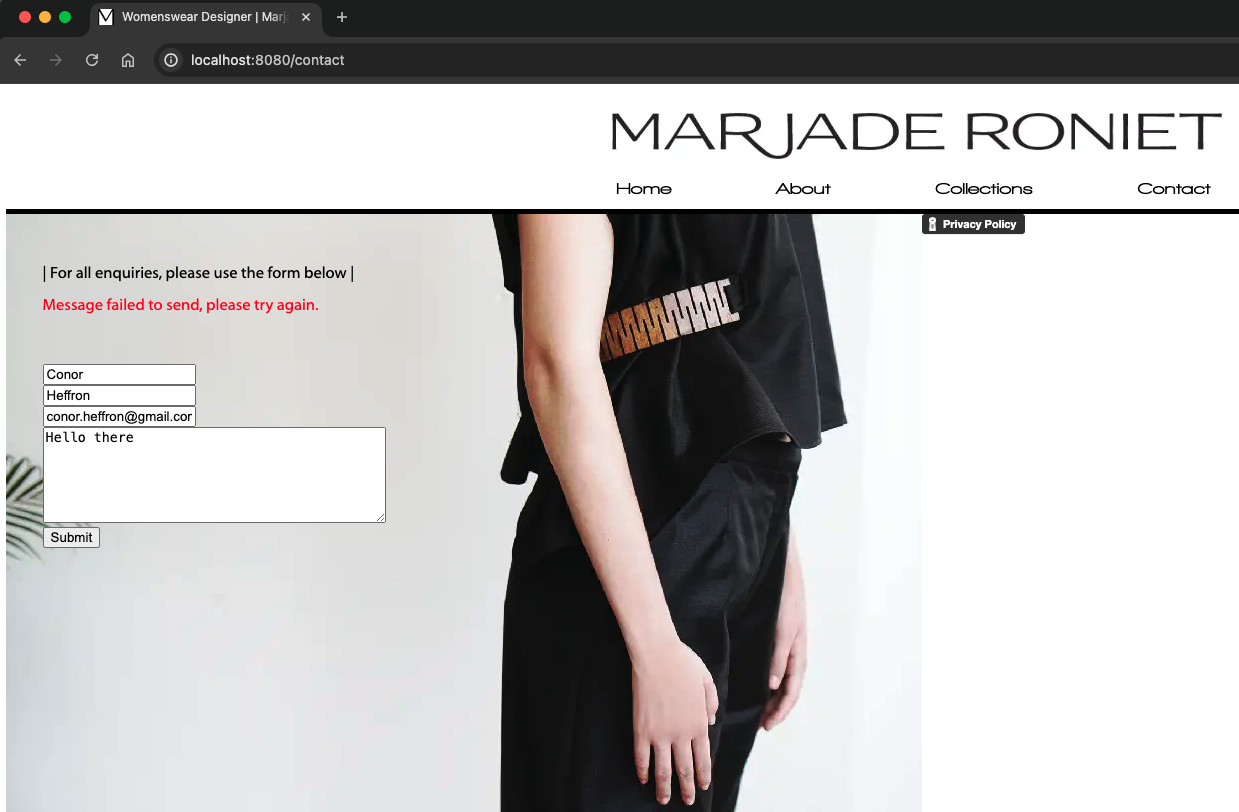 Womenswear Designer | Marj
localhost:8080/contact
MARJADE RONIET
Home About Collections Contact
Privacy Policy
| For all enquiries, please use the form below |
Message failed to send, please try again.
Conor
Heffron
conor.heffron@gmail.cor
Hello there
Submit